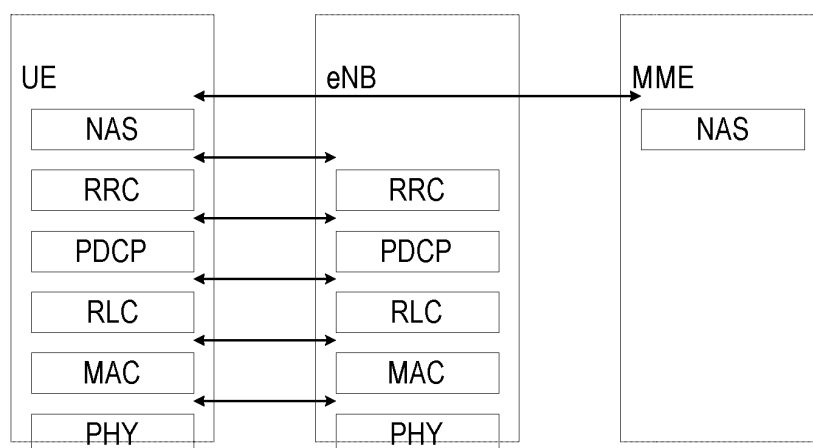 UE eNB MME
NAS NAS
RRC RRC
PDCP PDCP
RLC RLC
MAC MAC
PHY PHY